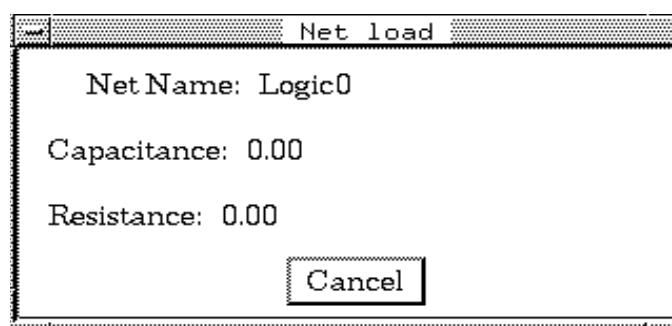 Net load
Net Name: Logic0
Capacitance: 0.00
Resistance: 0.00
Cancel